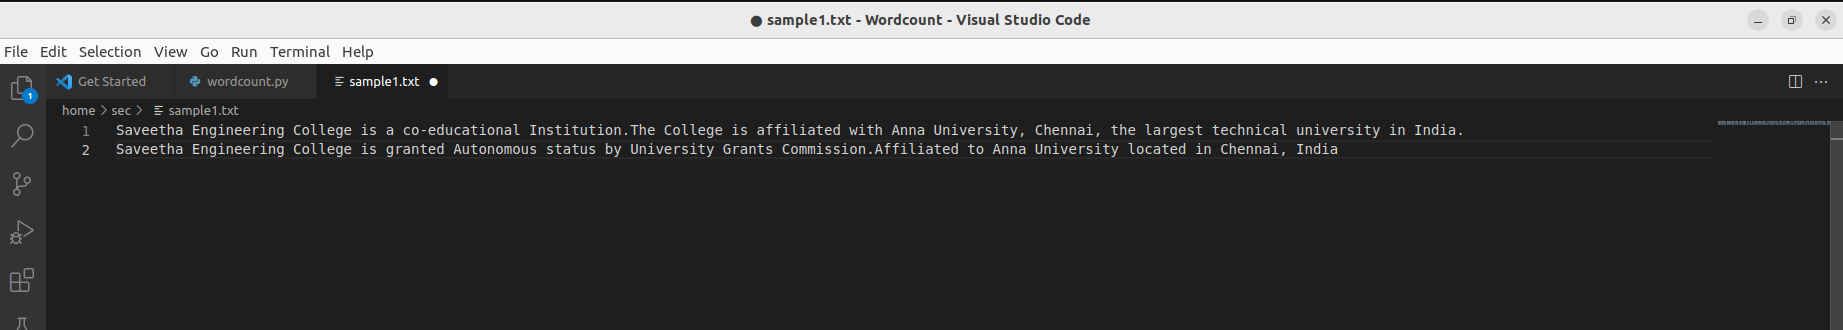 ● sample1.txt - Wordcount - Visual Studio Code
File Edit Selection View Go Run Terminal Help
Get Started wordcount.py sample1.txt ●
1
home > sec > sample1.txt
1 Saveetha Engineering College is a co-educational Institution.The College is affiliated with Anna University, Chennai, the largest technical university in India.
2 Saveetha Engineering College is granted Autonomous status by University Grants Commission.Affiliated to Anna University located in Chennai, India